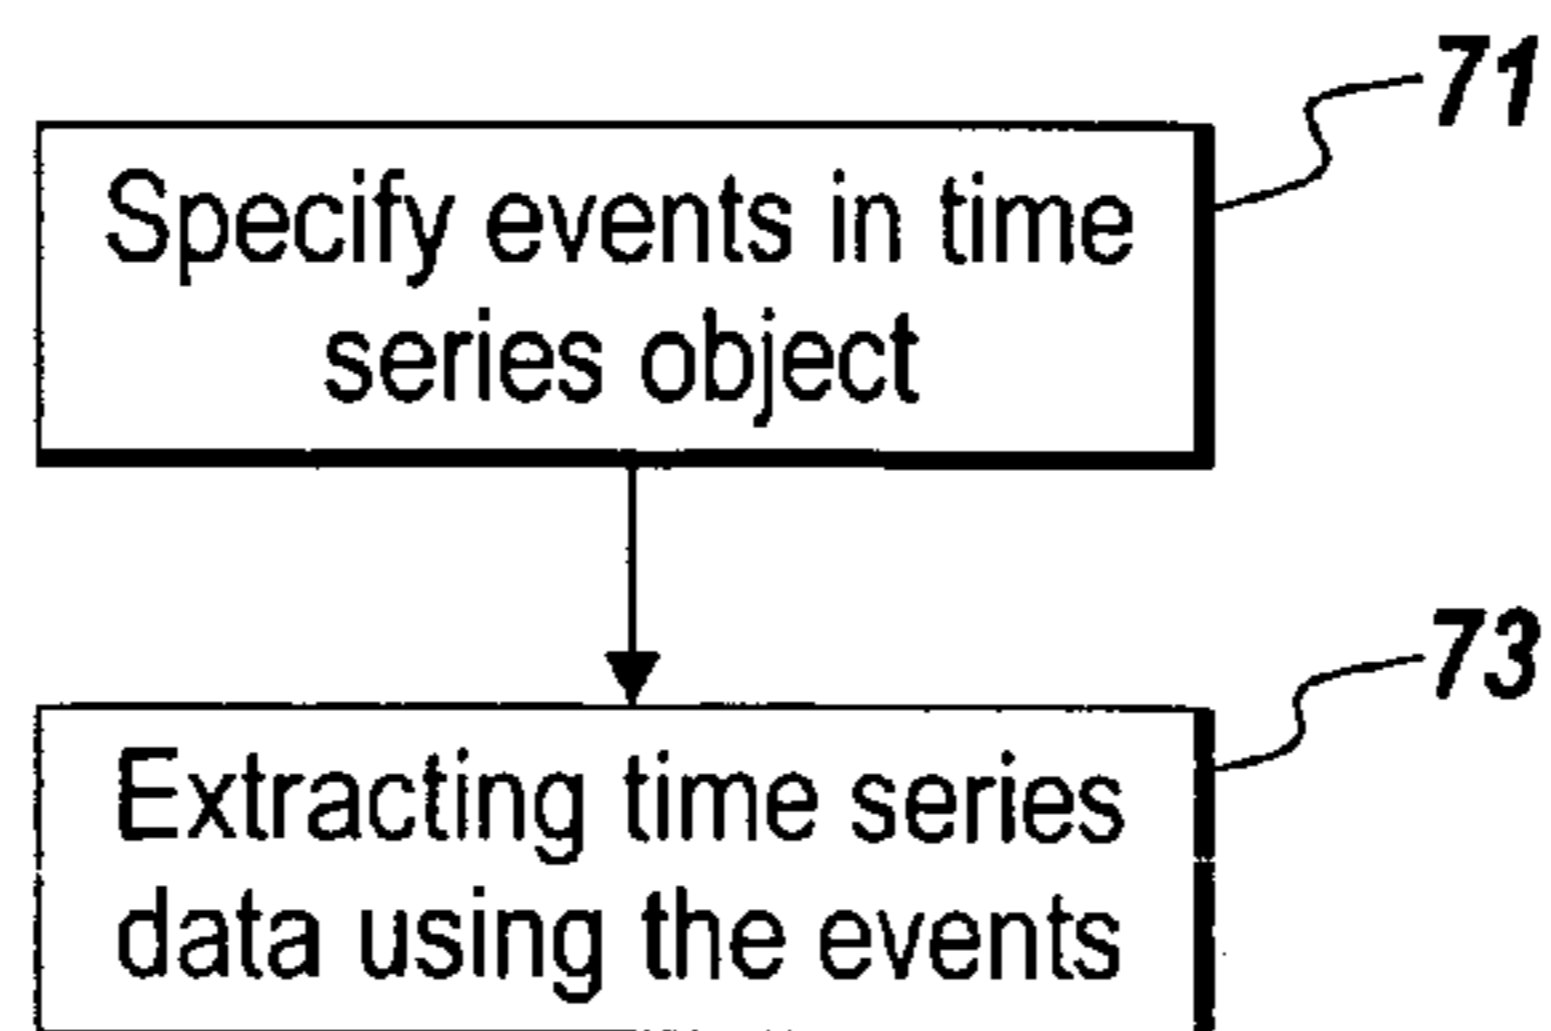 71
Specify events in time
series object
73
Extracting time series
data using the events